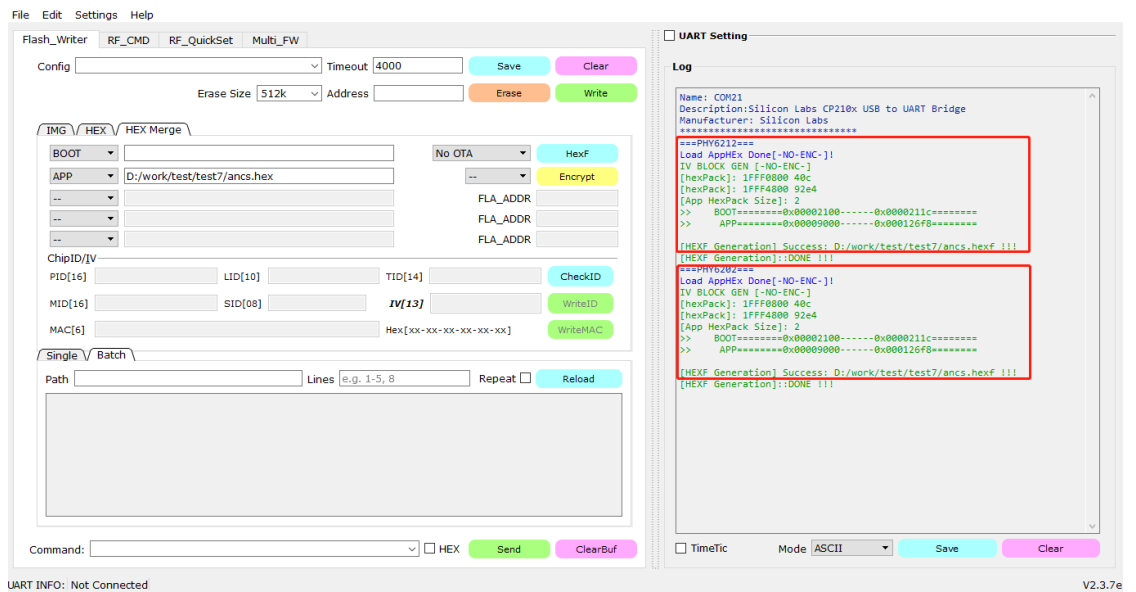 File Edit Settings Help
Flash_Writer RF_CMD RF_QuickSet Multi_FW
Config Timeout 4000 Save Clear
Erase Size 512k Address Erase Write
IMG HEX HEX Merge
BOOT No OTA HexF
APP D:/work/test/test7/ancs.hex -- Encrypt
-- FLA_ADDR
-- FLA_ADDR
-- FLA_ADDR
ChipID/IV
PID[16] LID[10] TID[14] CheckID
MID[16] SID[08] IV[13] WriteID
MAC[6] Hex[xx-xx-xx-xx-xx-xx] WriteMAC
Single Batch
Path Lines e.g. 1-5, 8 Repeat Reload
Command: HEX Send ClearBuf
UART INFO: Not Connected
UART Setting
Log
Name: COM21
Description:Silicon Labs CP210x USB to UART Bridge
Manufacturer: Silicon Labs
*******************************
===PHY6212===
Load AppHEx Done[-NO-ENC-]!
IV BLOCK GEN [-NO-ENC-]
[hexPack]: 1FFF0800 40c
[hexPack]: 1FFF4800 92e4
[App HexPack Size]: 2
>> BOOT========0x00002100------0x0000211c========
>> APP========0x00009000------0x000126f8========
[HEXF Generation] Success: D:/work/test/test7/ancs.hexf !!!
[HEXF Generation]::DONE !!!
===PHY6202===
Load AppHEx Done[-NO-ENC-]!
IV BLOCK GEN [-NO-ENC-]
[hexPack]: 1FFF0800 40c
[hexPack]: 1FFF4800 92e4
[App HexPack Size]: 2
>> BOOT========0x00002100------0x0000211c========
>> APP========0x00009000------0x000126f8========
[HEXF Generation] Success: D:/work/test/test7/ancs.hexf !!!
[HEXF Generation]::DONE !!!
TimeTic Mode ASCII Save Clear
V2.3.7e